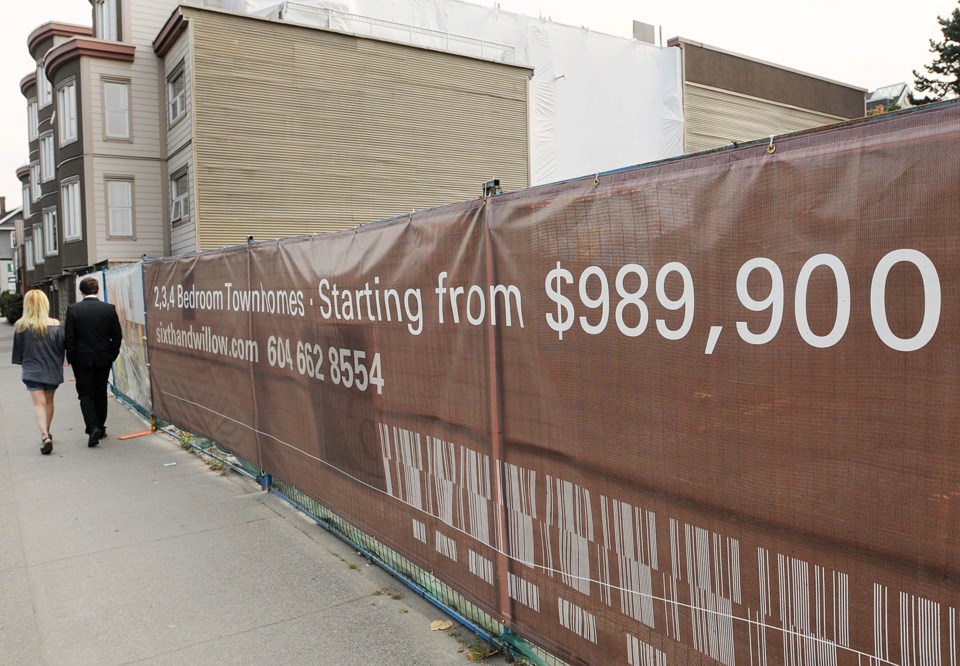 2,3,4 Bedroom Townhomes · Starting from $989,900
sixthandwillow.com 604 662 8554